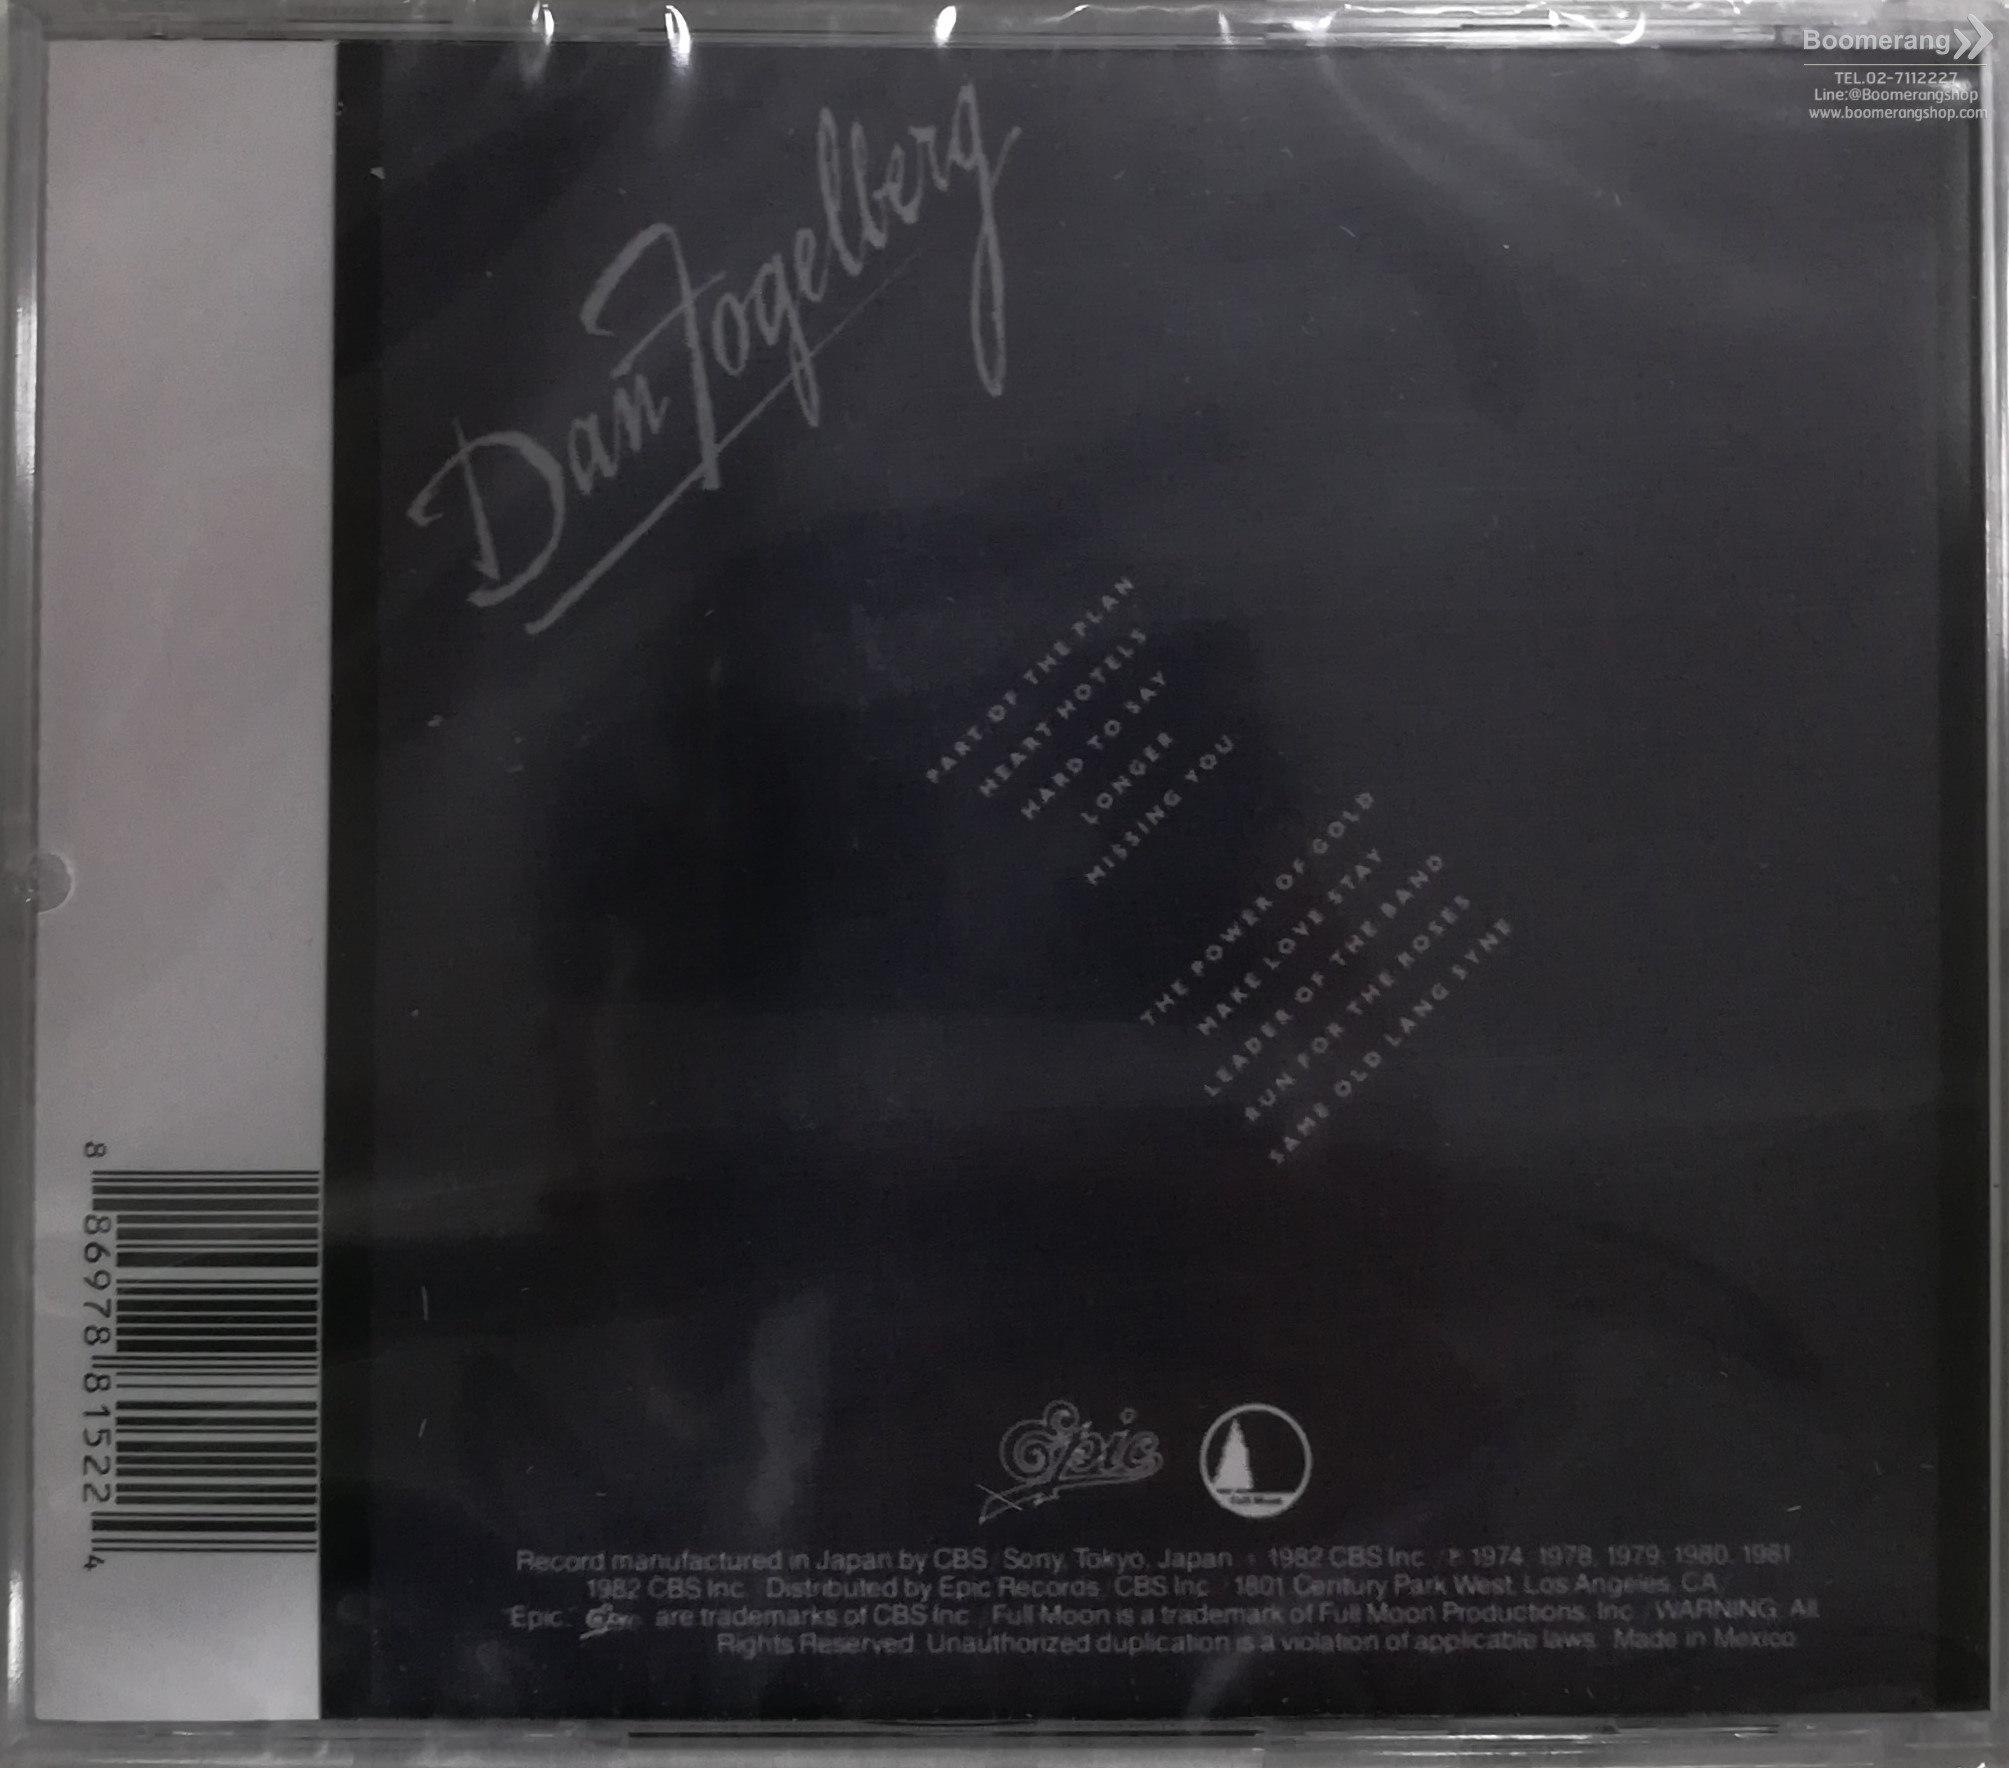 Boomerang
TEL.02-7112227
Line:@Boomerangshop
www.boomerangshop.com
Dan Fogelberg
PART OF THE PLAN
HEART HOTELS
HARD TO SAY
LONGER
MISSING YOU
THE POWER OF GOLD
MAKE LOVE STAY
LEADER OF THE BAND
RUN FOR THE ROSES
SAME OLD LANG SYNE
8 86978 81522 4
Epic
Full Moon
Record manufactured in Japan by CBS/Sony, Tokyo, Japan 1982 CBS Inc. ℗ 1974, 1978, 1979, 1980, 1981,
1982 CBS Inc. Distributed by Epic Records/CBS Inc./1801 Century Park West, Los Angeles, CA/
"Epic," Epic are trademarks of CBS Inc./Full Moon is a trademark of Full Moon Productions, Inc./WARNING: All
Rights Reserved. Unauthorized duplication is a violation of applicable laws. Made in Mexico